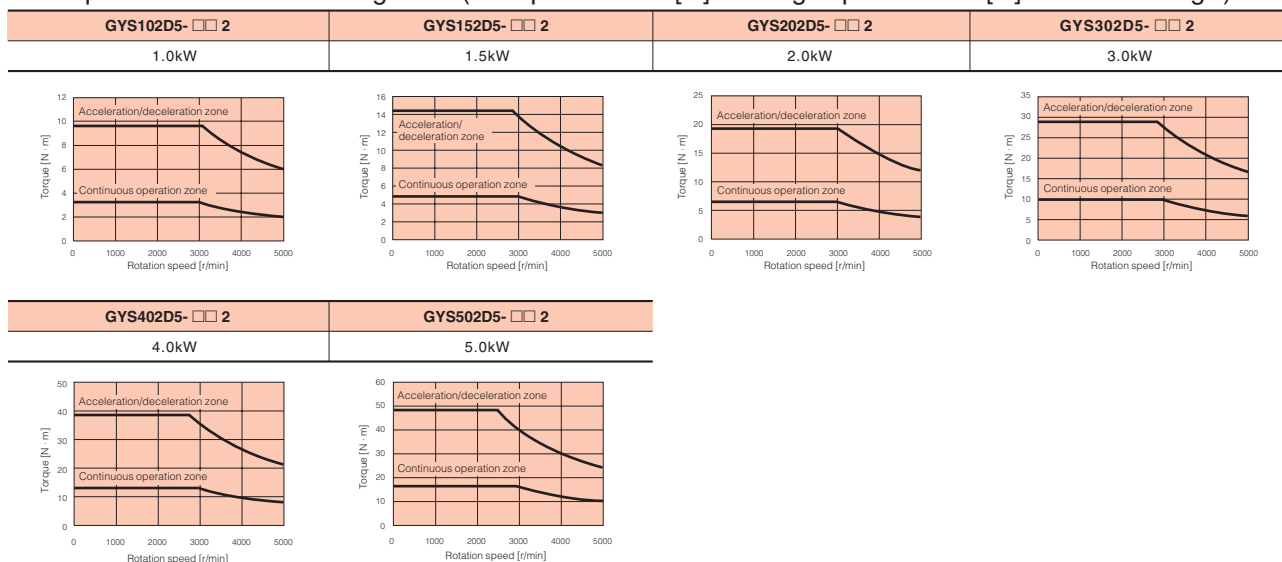 GYS102D5- □□ 2 GYS152D5- □□ 2 GYS202D5- □□ 2 GYS302D5- □□ 2
1.0kW 1.5kW 2.0kW 3.0kW
12
10
8
6
4
2
0
Torque [N · m]
Acceleration/deceleration zone
Continuous operation zone
0 1000 2000 3000 4000 5000
Rotation speed [r/min]
16
14
12
10
8
6
4
2
0
Torque [N · m]
Acceleration/
deceleration zone
Continuous operation zone
0 1000 2000 3000 4000 5000
Rotation speed [r/min]
25
20
15
10
5
0
Torque [N · m]
Acceleration/deceleration zone
Continuous operation zone
0 1000 2000 3000 4000 5000
Rotation speed [r/min]
35
30
25
20
15
10
5
0
Torque [N · m]
Acceleration/deceleration zone
Continuous operation zone
0 1000 2000 3000 4000 5000
Rotation speed [r/min]
GYS402D5- □□ 2 GYS502D5- □□ 2
4.0kW 5.0kW
50
40
30
20
10
0
Torque [N · m]
Acceleration/deceleration zone
Continuous operation zone
0 1000 2000 3000 4000 5000
Rotation speed [r/min]
60
50
40
30
20
10
0
Torque [N · m]
Acceleration/deceleration zone
Continuous operation zone
0 1000 2000 3000 4000 5000
Rotation speed [r/min]